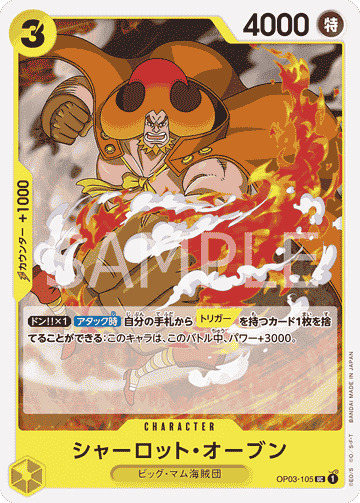 3
4000
特
カウンター +1000
SAMPLE
ドン!!×1 アタック時 自分の手札から トリガー を持つカード1枚を捨
てることができる:このキャラは、このバトル中、パワー+3000。
CHARACTER
シャーロット・オーブン
ビッグ・マム海賊団
OP03-105 UC 1
BANDAI MADE IN JAPAN